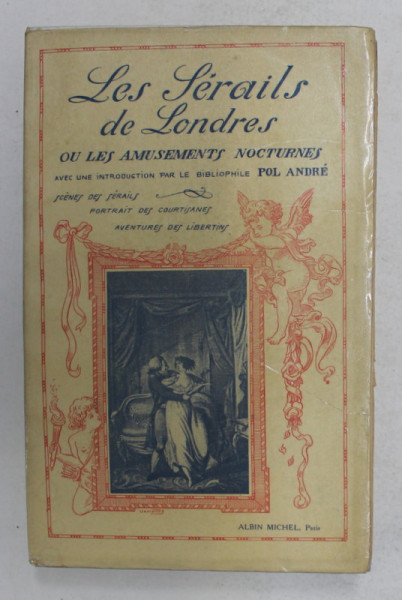 Les Sérails
de Londres
OU LES AMUSEMENTS NOCTURNES
AVEC UNE INTRODUCTION PAR LE BIBLIOPHILE POL ANDRÉ
SCÈNES DES SÉRAILS
PORTRAIT DES COURTISANES
AVENTURES DES LIBERTINS
ALBIN MICHEL, Paris